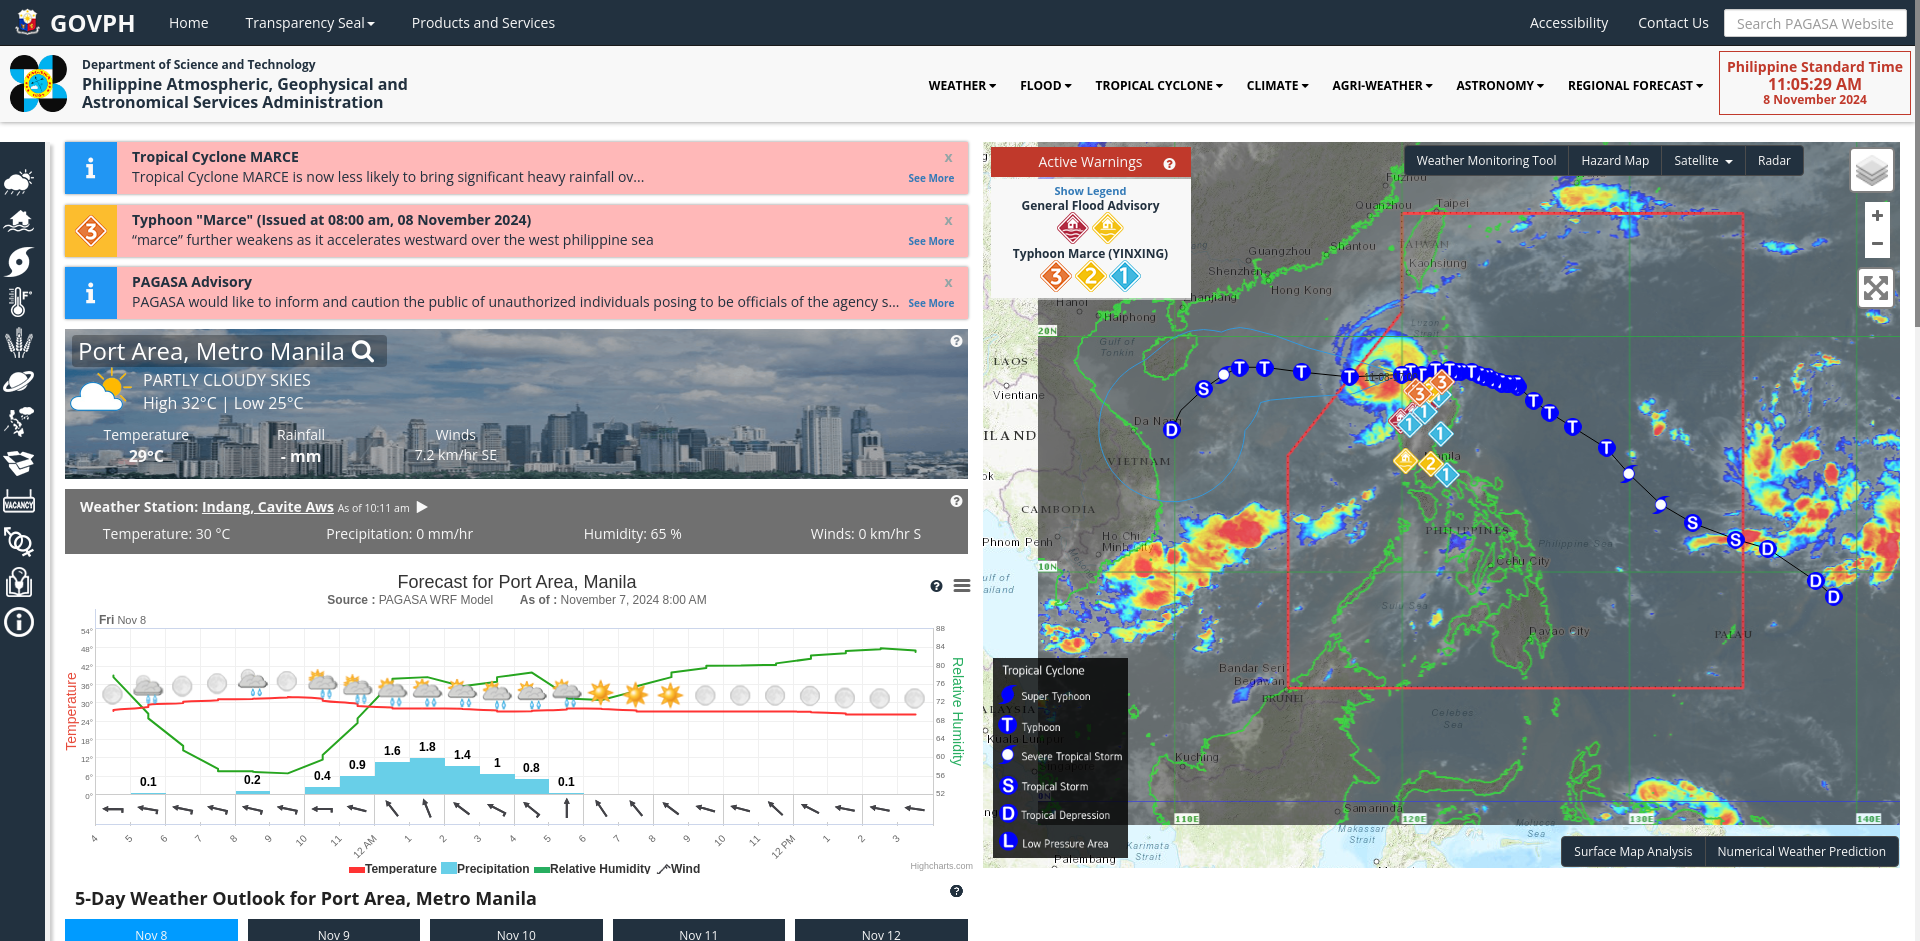 GOVPH
Home
Transparency Seal
Products and Services
Accessibility
Contact Us
Search PAGASA Website
Department of Science and Technology
Philippine Atmospheric, Geophysical and
Astronomical Services Administration
WEATHER
FLOOD
TROPICAL CYCLONE
CLIMATE
AGRI-WEATHER
ASTRONOMY
REGIONAL FORECAST
Philippine Standard Time
11:05:29 AM
8 November 2024
Tropical Cyclone MARCE
x
Tropical Cyclone MARCE is now less likely to bring significant heavy rainfall ov...
See More
3
Typhoon "Marce" (Issued at 08:00 am, 08 November 2024)
x
“marce” further weakens as it accelerates westward over the west philippine sea
See More
PAGASA Advisory
x
PAGASA would like to inform and caution the public of unauthorized individuals posing to be officials of the agency s...
See More
Port Area, Metro Manila
PARTLY CLOUDY SKIES
High 32°C | Low 25°C
Temperature
29°C
Rainfall
- mm
Winds
7.2 km/hr SE
Weather Station: Indang, Cavite Aws As of 10:11 am
Temperature: 30 °C
Precipitation: 0 mm/hr
Humidity: 65 %
Winds: 0 km/hr S
Forecast for Port Area, Manila
Source : PAGASA WRF Model
As of : November 7, 2024 8:00 AM
Fri Nov 8
Temperature
54°
48°
42°
36°
30°
24°
18°
12°
6°
0°
88
84
80
76
72
68
64
60
56
52
Relative Humidity
0.1
0.2
0.4
0.9
1.6
1.8
1.4
1
0.8
0.1
4
5
6
7
8
9
10
11
12 AM
1
2
3
4
5
6
7
8
9
10
11
12 PM
1
2
3
Temperature
Precipitation
Relative Humidity
Wind
Highcharts.com
5-Day Weather Outlook for Port Area, Metro Manila
Nov 8
Nov 9
Nov 10
Nov 11
Nov 12
VACANCY
Active Warnings
Show Legend
General Flood Advisory
Typhoon Marce (YINXING)
3
2
1
Weather Monitoring Tool
Hazard Map
Satellite
Radar
+
−
Fuzhou
Quanzhou
Taipei
TAIWAN
Kaohsiung
Shantou
Guangzhou
Shenzhen
Hong Kong
Zhanjiang
Hanoi
Haiphong
20N
Gulf of
Tonkin
Luzon
Strait
LAOS
Vientiane
Da Nang
VIETNAM
CAMBODIA
Phnom Penh
Ho Chi
Minh City
10N
Manila
PHILIPPINES
Philippine Sea
Cebu City
Sulu Sea
Davao City
PALAU
Bandar Seri
Begawan
BRUNEI
Celebes
Sea
Kuching
Samarinda
Makassar
Strait
Molucca
Sea
Karimata
Strait
Palembang
110E
120E
130E
140E
Tropical Cyclone
Super Typhoon
T Typhoon
Severe Tropical Storm
S Tropical Storm
D Tropical Depression
L Low Pressure Area
Surface Map Analysis
Numerical Weather Prediction